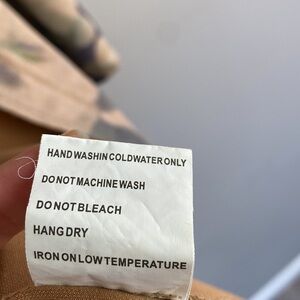 HAND WASH IN COLD WATER ONLY
DO NOT MACHINE WASH
DO NOT BLEACH
HANG DRY
IRON ON LOW TEMPERATURE